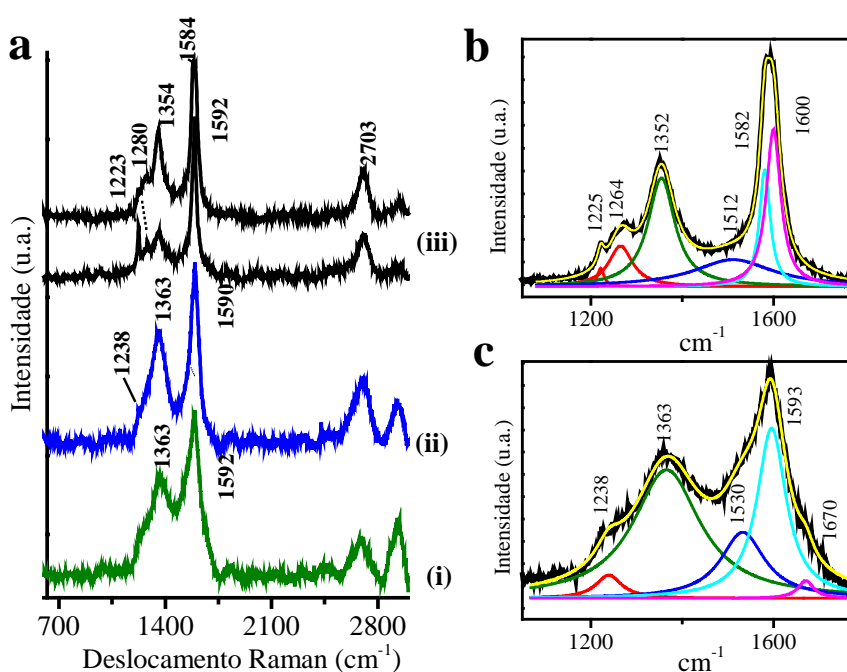 a
Intensidade (u.a.)
1223
1280
1354
1584
1592
2703
(iii)
1238
1363
1590
(ii)
1363
1592
(i)
700 1400 2100 2800
Deslocamento Raman (cm-1)
b
Intensidade (u.a.)
1225
1264
1352
1512
1582
1600
1200 1600
cm-1
c
Intensidade (u.a.)
1238
1363
1530
1593
1670
1200 1600
cm-1